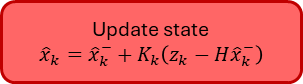 Update state
x̂ₖ = x̂ₖ⁻ + Kₖ(zₖ − Hx̂ₖ⁻)